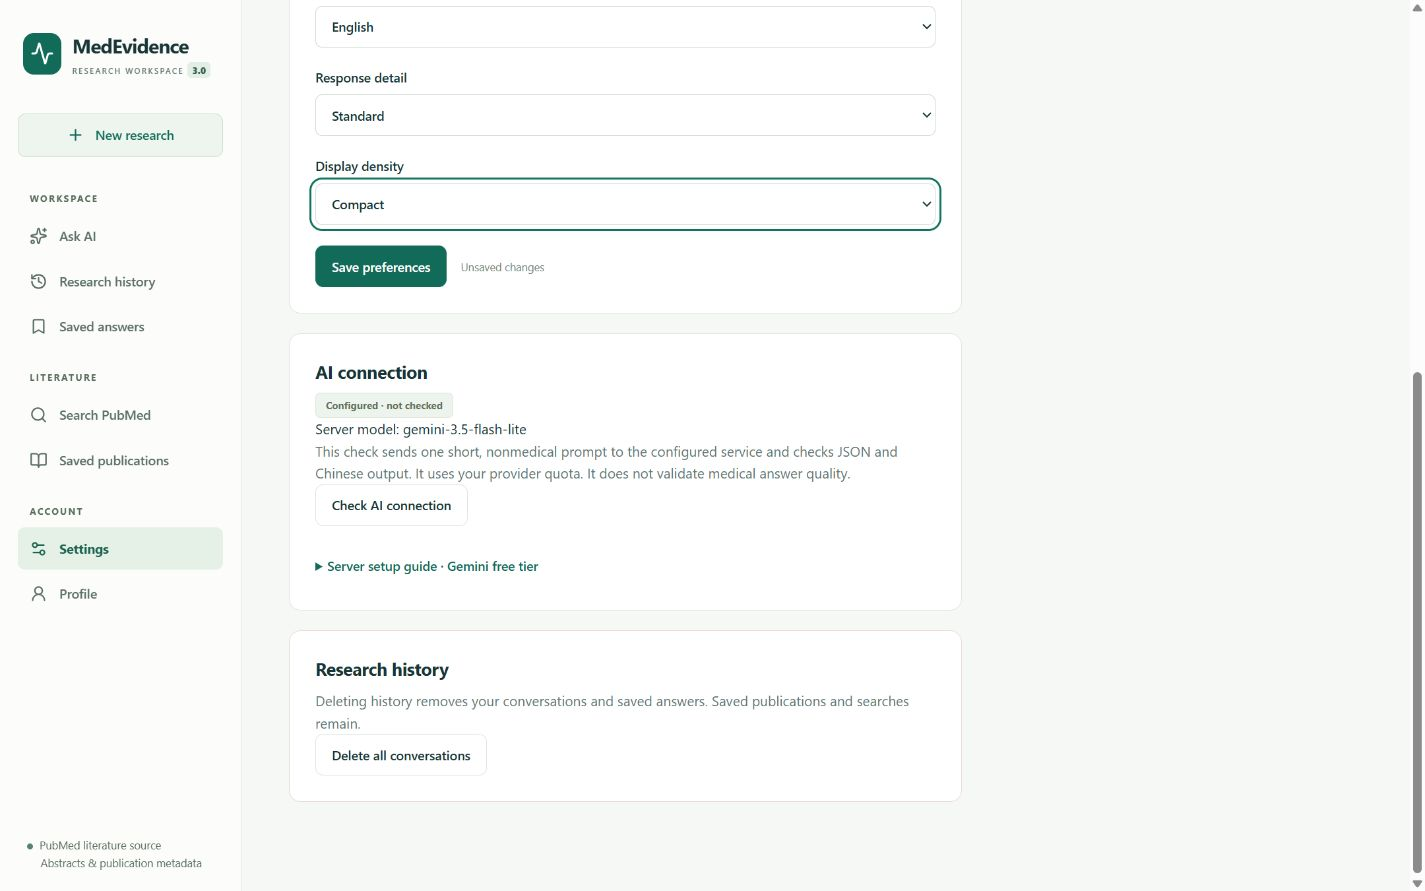 MedEvidence
RESEARCH WORKSPACE 3.0
New research
WORKSPACE
Ask AI
Research history
Saved answers
LITERATURE
Search PubMed
Saved publications
ACCOUNT
Settings
Profile
PubMed literature source
Abstracts & publication metadata
English
Response detail
Standard
Display density
Compact
Save preferences
Unsaved changes
AI connection
Configured · not checked
Server model: gemini-3.5-flash-lite
This check sends one short, nonmedical prompt to the configured service and checks JSON and
Chinese output. It uses your provider quota. It does not validate medical answer quality.
Check AI connection
Server setup guide · Gemini free tier
Research history
Deleting history removes your conversations and saved answers. Saved publications and searches
remain.
Delete all conversations